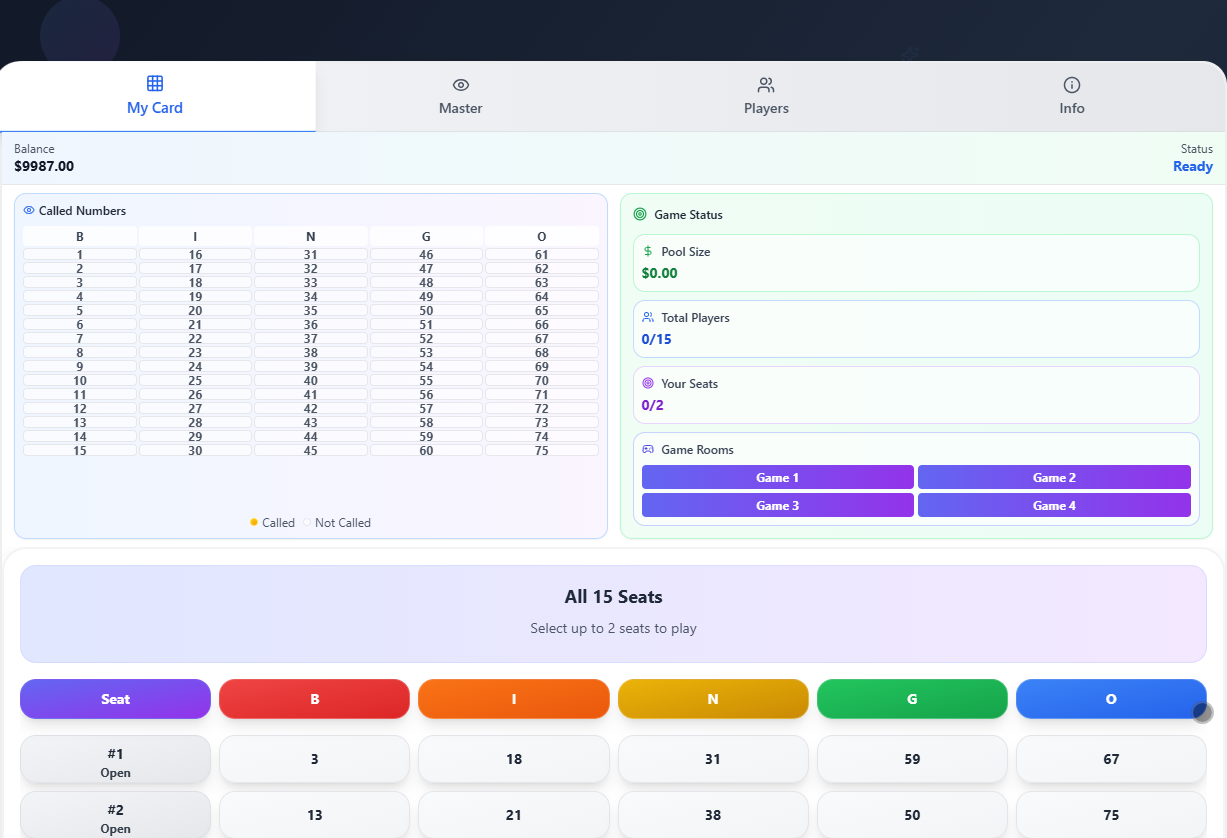 My Card
Master
Players
Info
Balance
$9987.00
Status
Ready
Called Numbers
B I N G O
1 16 31 46 61
2 17 32 47 62
3 18 33 48 63
4 19 34 49 64
5 20 35 50 65
6 21 36 51 66
7 22 37 52 67
8 23 38 53 68
9 24 39 54 69
10 25 40 55 70
11 26 41 56 71
12 27 42 57 72
13 28 43 58 73
14 29 44 59 74
15 30 45 60 75
Called Not Called
Game Status
$ Pool Size
$0.00
Total Players
0/15
Your Seats
0/2
Game Rooms
Game 1 Game 2
Game 3 Game 4
All 15 Seats
Select up to 2 seats to play
Seat B I N G O
#1
Open
3 18 31 59 67
#2
Open
13 21 38 50 75